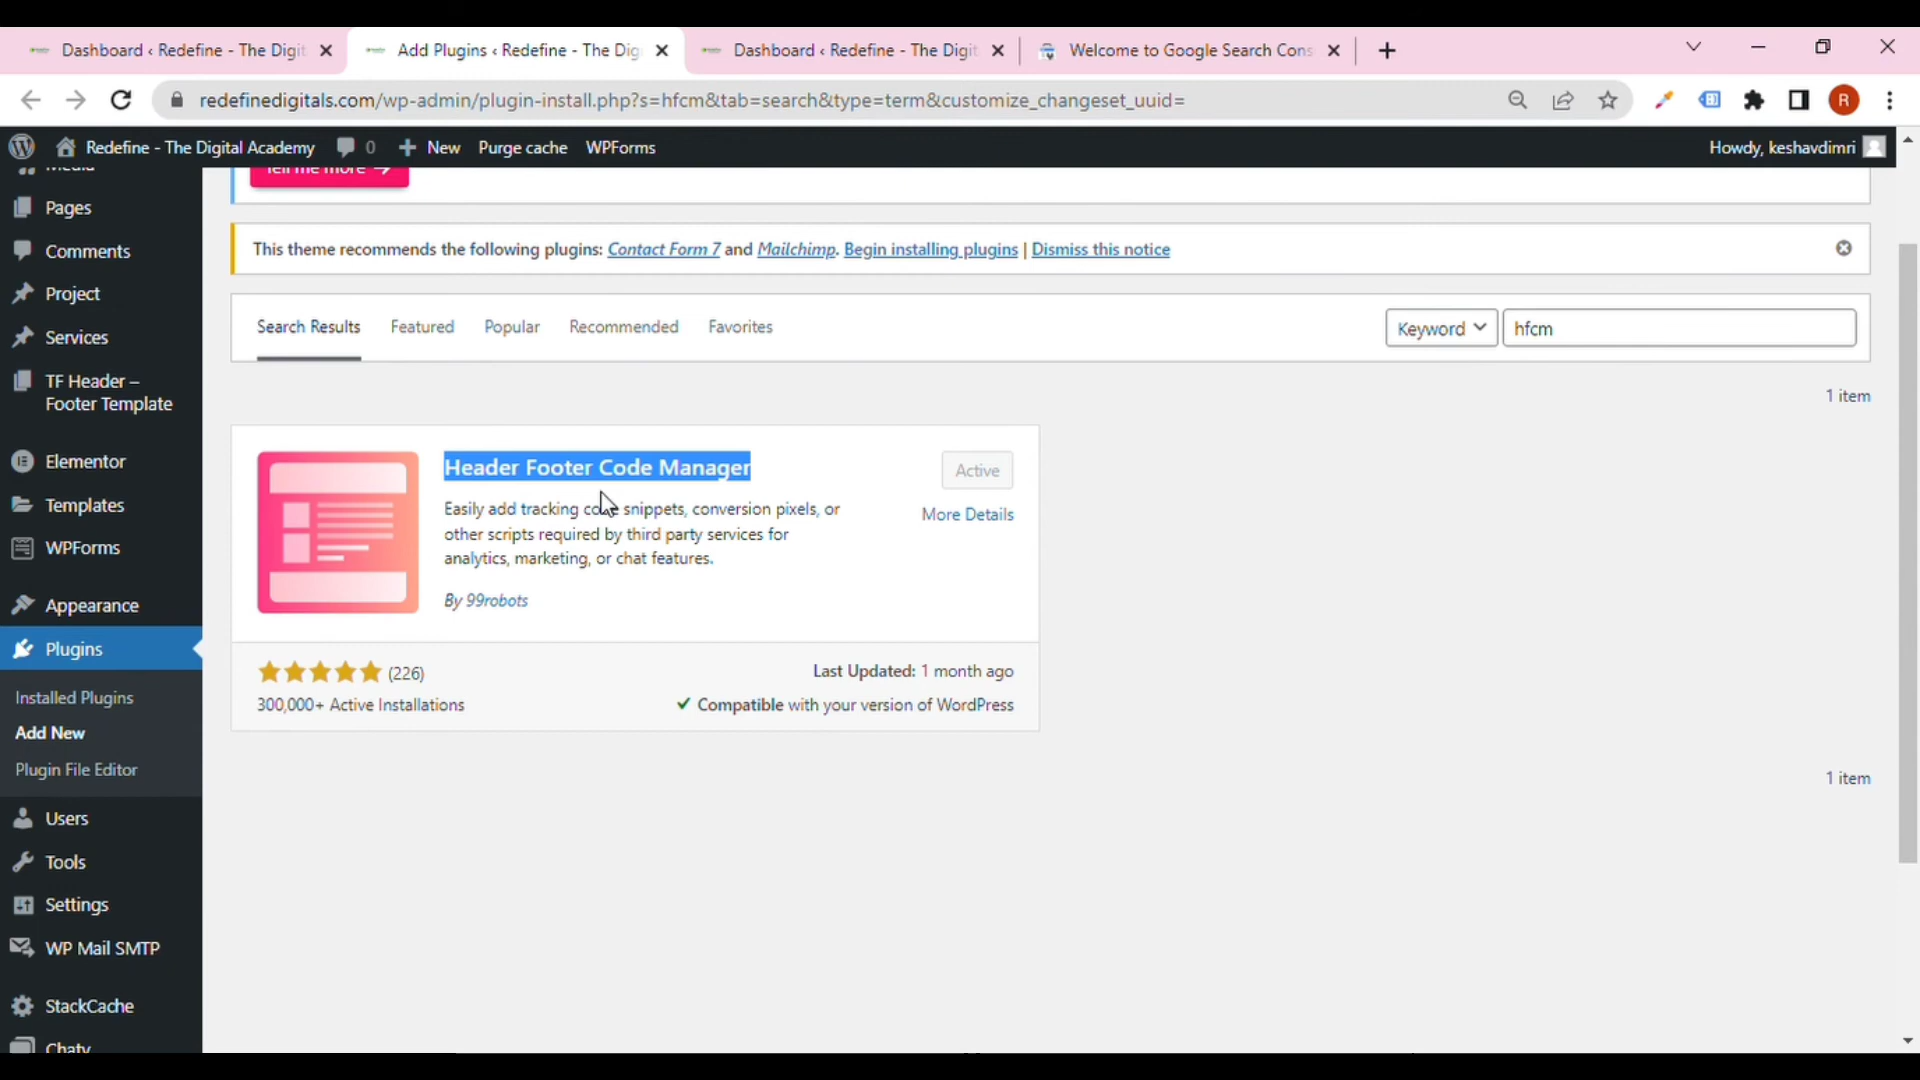 Dashboard ‹ Redefine - The Digit
Add Plugins ‹ Redefine - The Dig
Dashboard ‹ Redefine - The Digit
Welcome to Google Search Cons
redefinedigitals.com/wp-admin/plugin-install.php?s=hfcm&tab=search&type=term&customize_changeset_uuid=
R
Redefine - The Digital Academy
0
New
Purge cache
WPForms
Howdy, keshavdimri
Media
Pages
Comments
Project
Services
TF Header –
Footer Template
Elementor
Templates
WPForms
Appearance
Plugins
Installed Plugins
Add New
Plugin File Editor
Users
Tools
Settings
WP Mail SMTP
StackCache
Chaty
Tell me more →
This theme recommends the following plugins: Contact Form 7 and Mailchimp. Begin installing plugins | Dismiss this notice
Search Results
Featured
Popular
Recommended
Favorites
Keyword
hfcm
1 item
Header Footer Code Manager
Active
More Details
Easily add tracking code snippets, conversion pixels, or
other scripts required by third party services for
analytics, marketing, or chat features.
By 99robots
(226)
Last Updated: 1 month ago
300,000+ Active Installations
Compatible with your version of WordPress
1 item